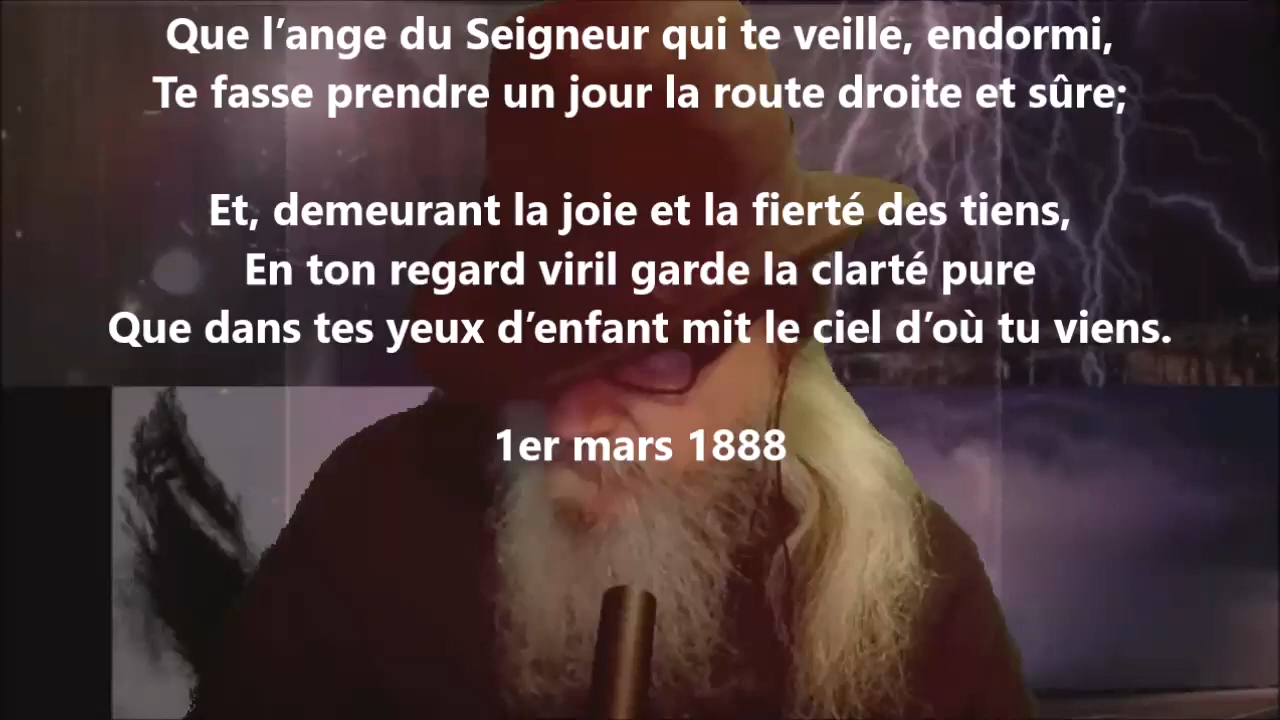 Que l’ange du Seigneur qui te veille, endormi,
Te fasse prendre un jour la route droite et sûre;
Et, demeurant la joie et la fierté des tiens,
En ton regard viril garde la clarté pure
Que dans tes yeux d’enfant mit le ciel d’où tu viens.
1er mars 1888